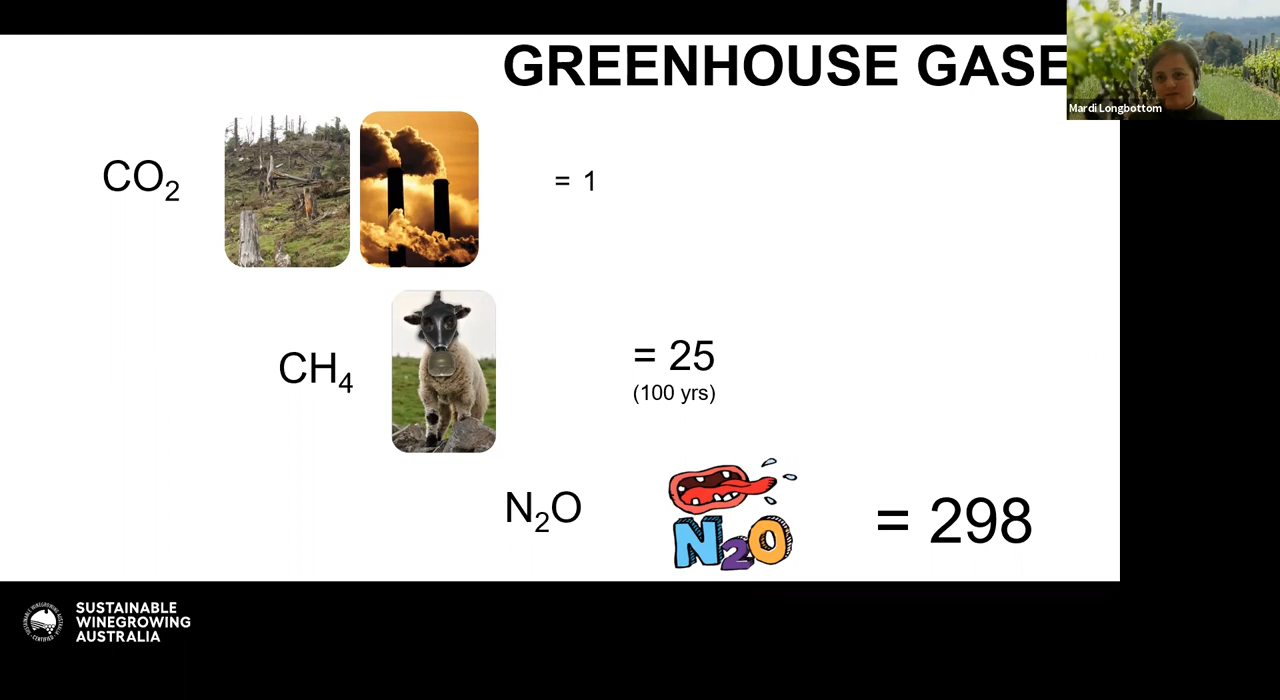 GREENHOUSE GASE
Mardi Longbottom
CO2
= 1
CH4
= 25
(100 yrs)
N2O
N2O
= 298
SUSTAINABLE
WINEGROWING
AUSTRALIA